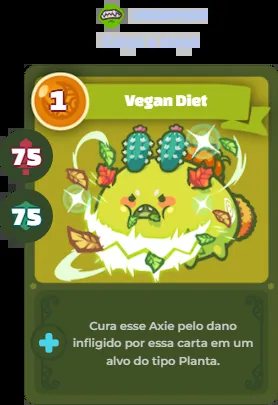 1
Vegan Diet
75
75
Cura esse Axie pelo dano
infligido por essa carta em um
alvo do tipo Planta.